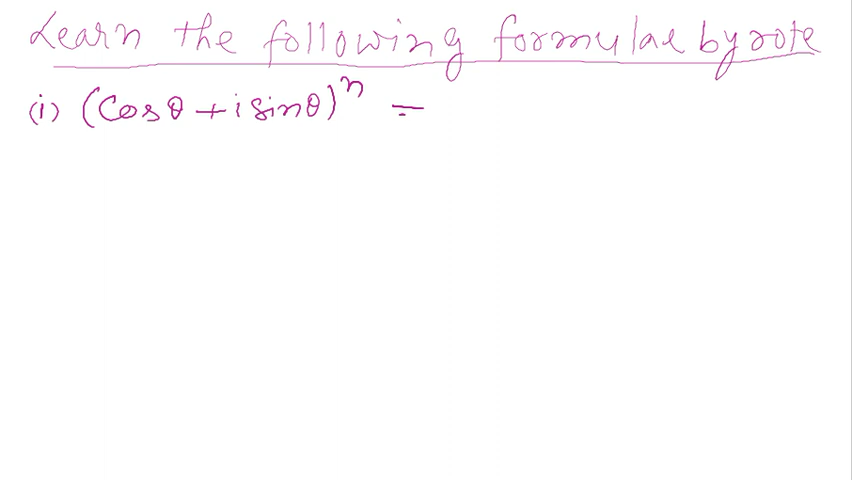 Learn the following formulae by rote
(i) (Cosθ + i sinθ)ⁿ =